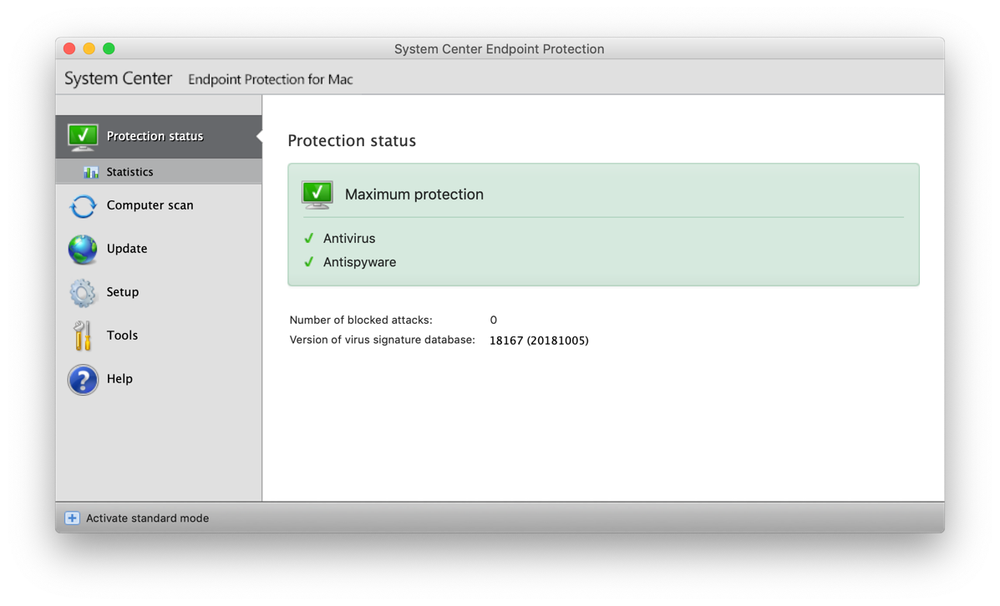 System Center Endpoint Protection
System Center Endpoint Protection for Mac
Protection status
Statistics
Computer scan
Update
Setup
Tools
Help
Protection status
Maximum protection
Antivirus
Antispyware
Number of blocked attacks: 0
Version of virus signature database: 18167 (20181005)
Activate standard mode